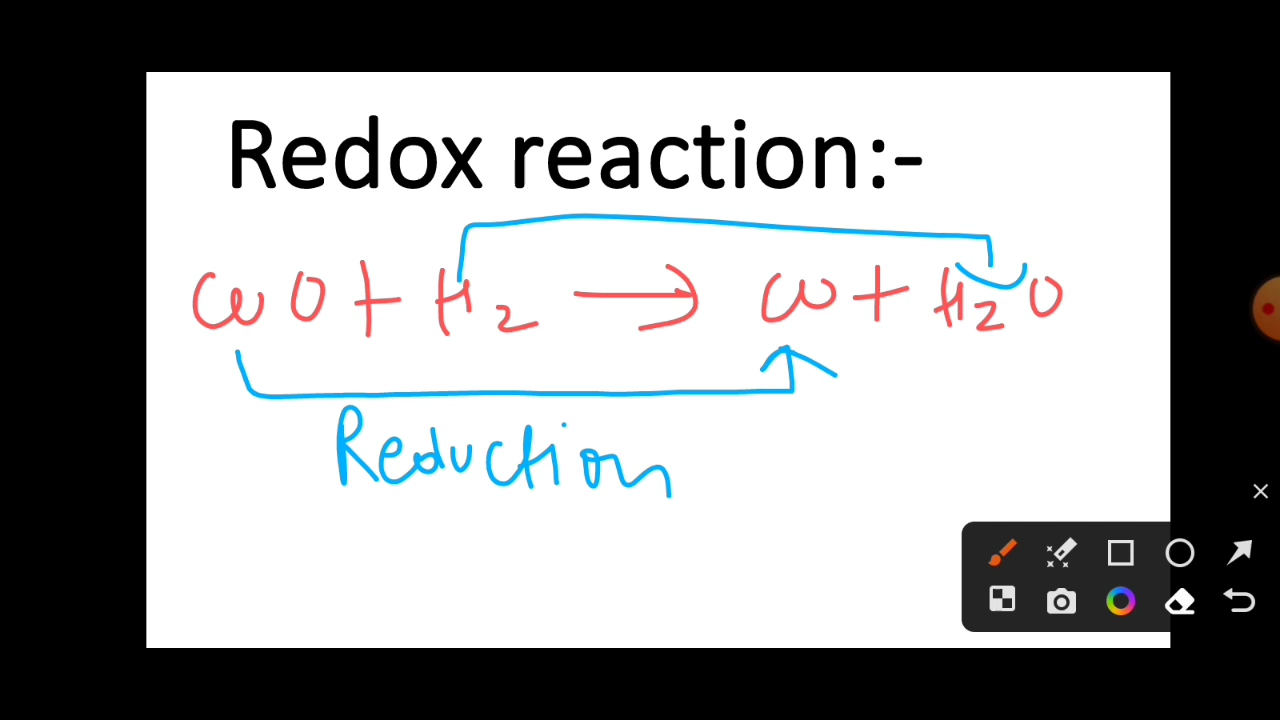 Redox reaction:-
CuO + H2 → Cu + H2O
Reduction